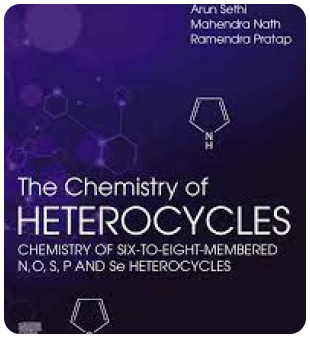 Arun Sethi
Mahendra Nath
Ramendra Pratap
N
H
The Chemistry of
HETEROCYCLES
CHEMISTRY OF SIX-TO-EIGHT-MEMBERED
N, O, S, P AND Se HETEROCYCLES